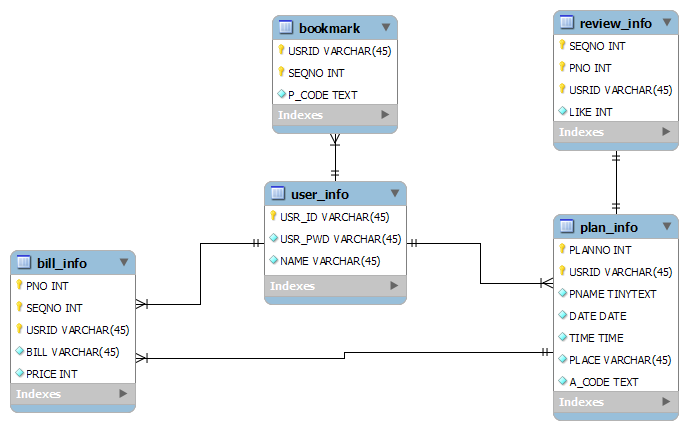 bookmark
USRID VARCHAR(45)
SEQNO INT
P_CODE TEXT
Indexes
review_info
SEQNO INT
PNO INT
USRID VARCHAR(45)
LIKE INT
Indexes
user_info
USR_ID VARCHAR(45)
USR_PWD VARCHAR(45)
NAME VARCHAR(45)
Indexes
plan_info
PLANNO INT
USRID VARCHAR(45)
PNAME TINYTEXT
DATE DATE
TIME TIME
PLACE VARCHAR(45)
A_CODE TEXT
Indexes
bill_info
PNO INT
SEQNO INT
USRID VARCHAR(45)
BILL VARCHAR(45)
PRICE INT
Indexes